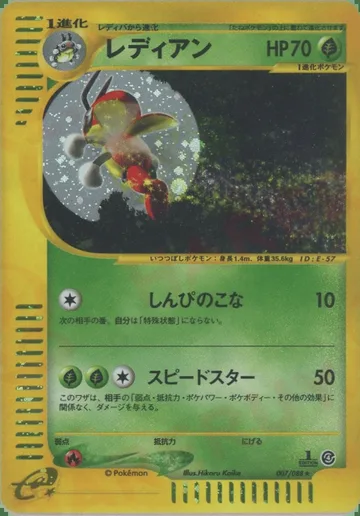 1進化
レディバから進化
レディアン
HP70
1進化ポケモン
いつつぼしポケモン：身長1.4m、体重35.6kg ID：E-57
しんぴのこな 10
次の相手の番、自分は「特殊状態」にならない。
スピードスター 50
このワザは、相手の「弱点・抵抗力・ポケパワー・ポケボディー・その他の効果」に
関係なく、ダメージを与える。
弱点 抵抗力 にげる
1 EDITION
©Pokémon Illus.Hikaru Koike 057/088 ★